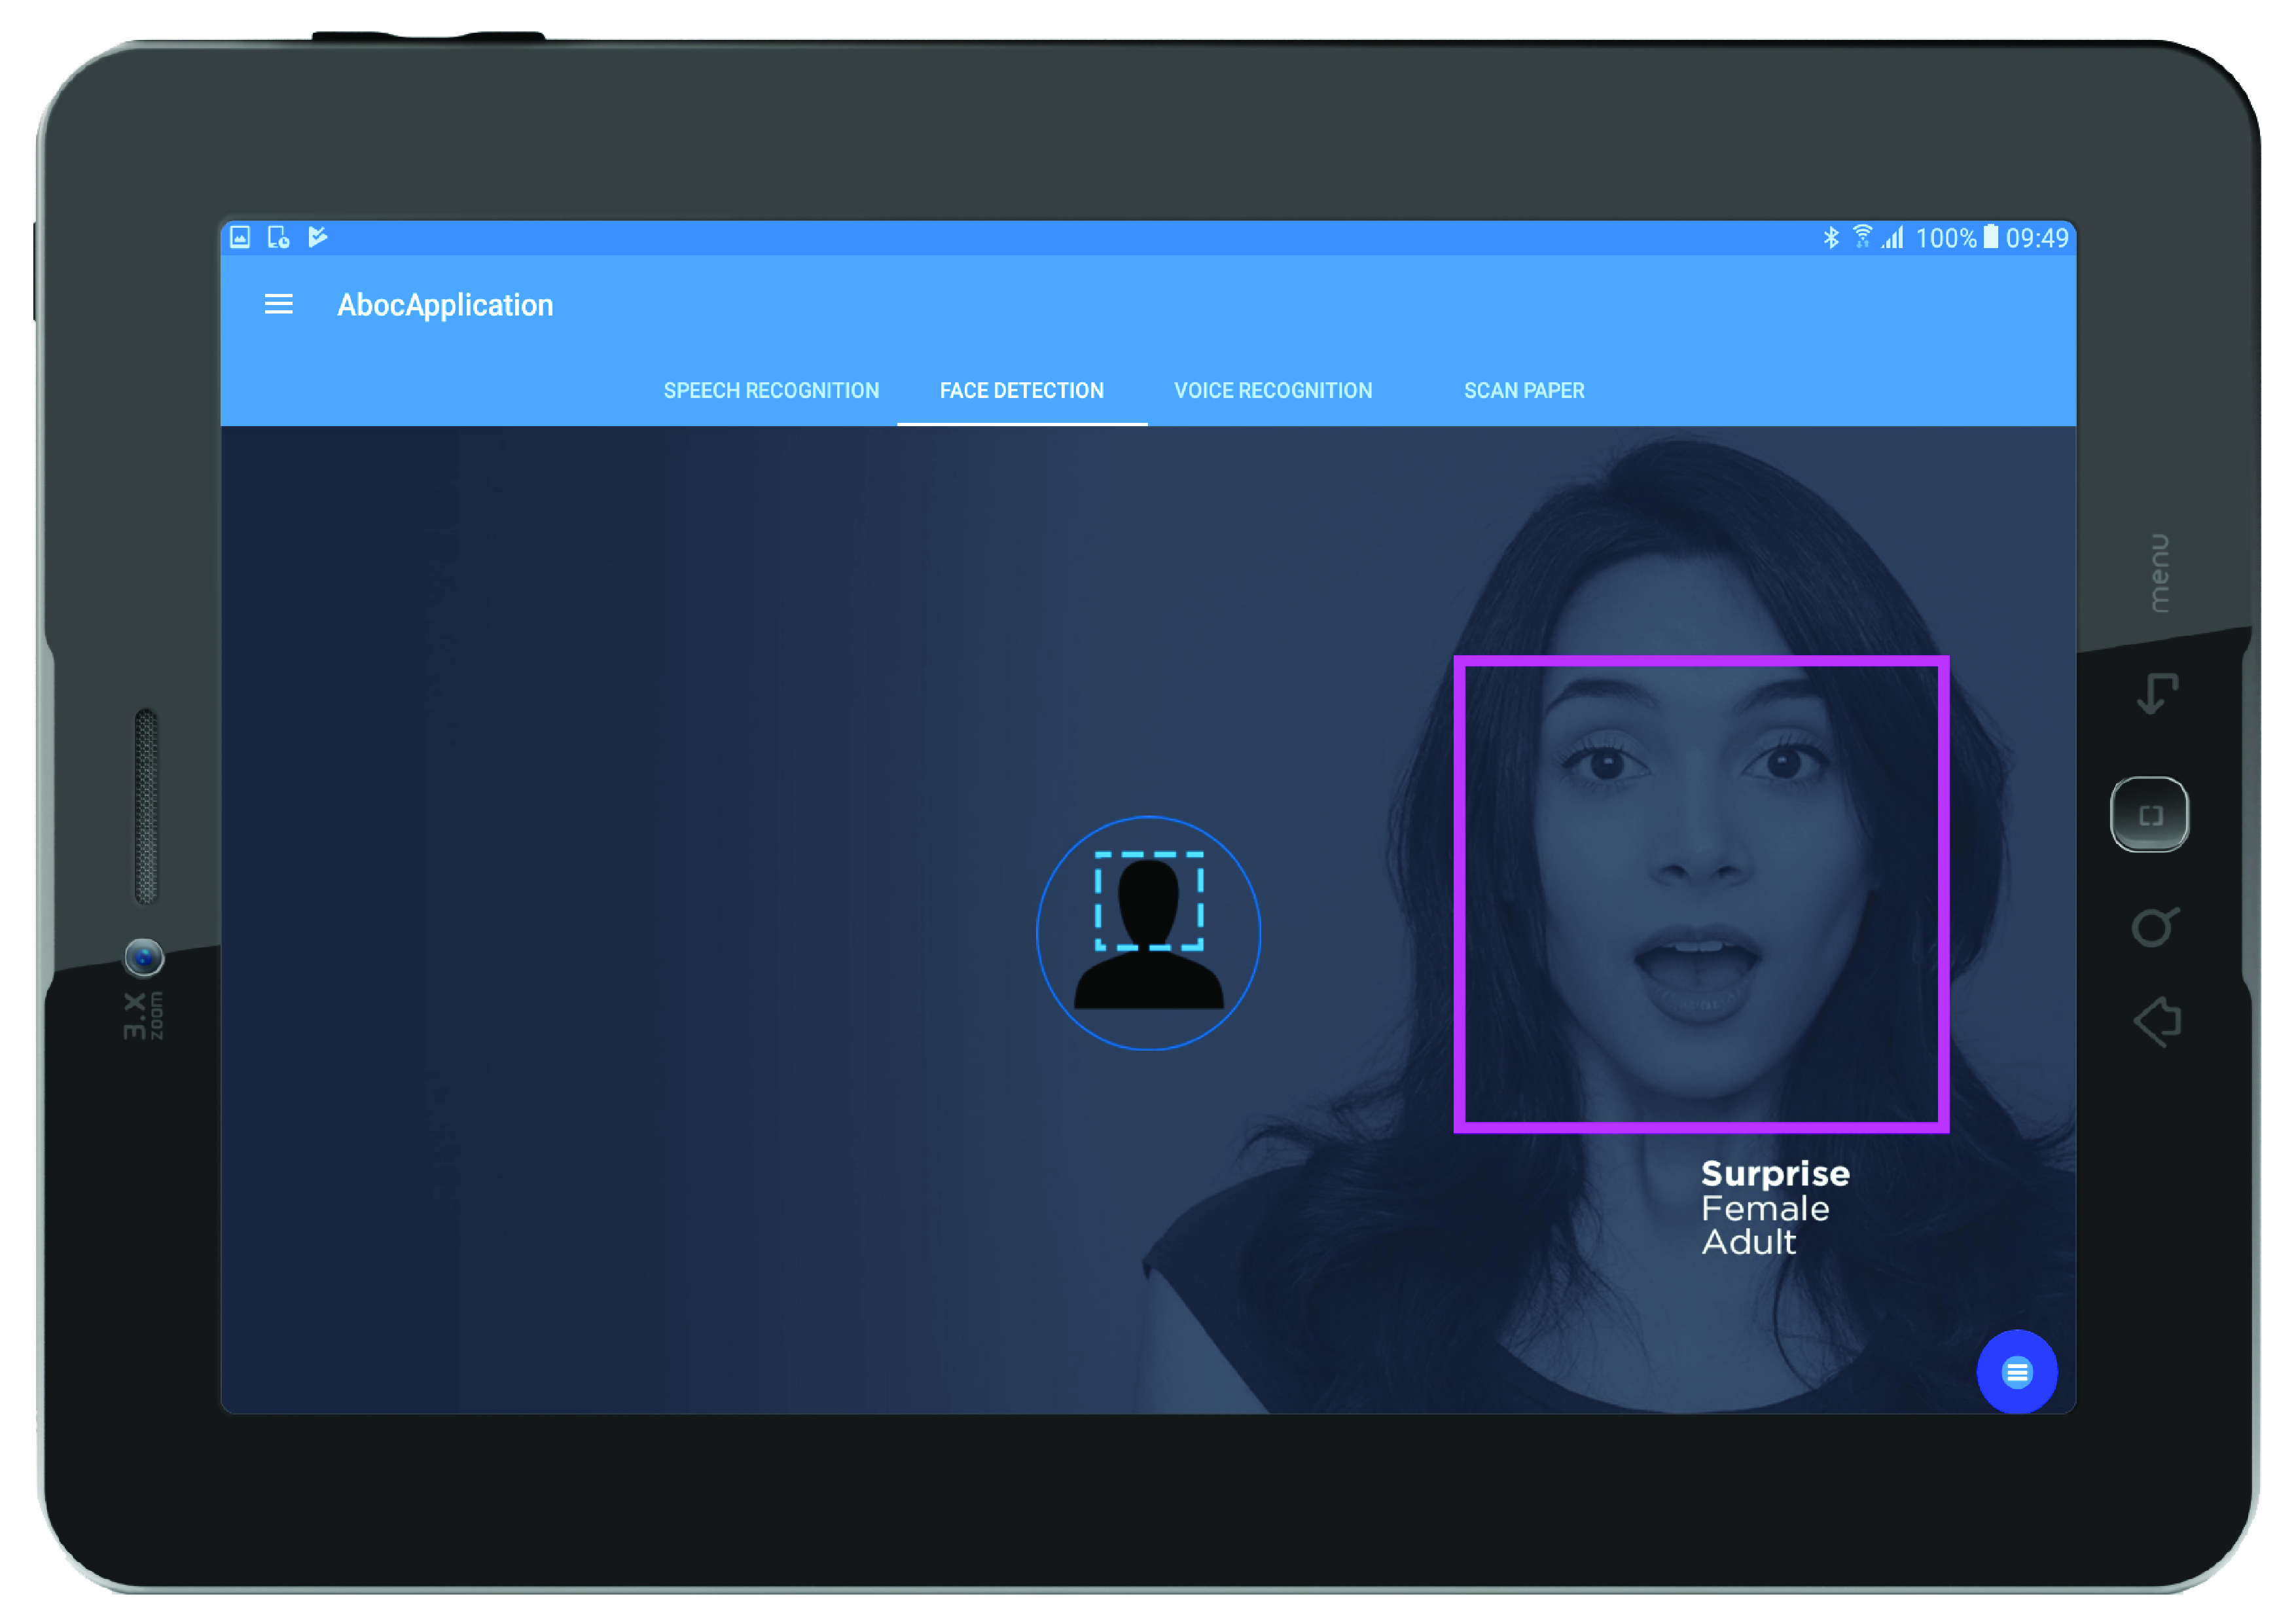 100% 09:49
AbocApplication
SPEECH RECOGNITION FACE DETECTION VOICE RECOGNITION SCAN PAPER
menu
3.X
zoom
Surprise
Female
Adult